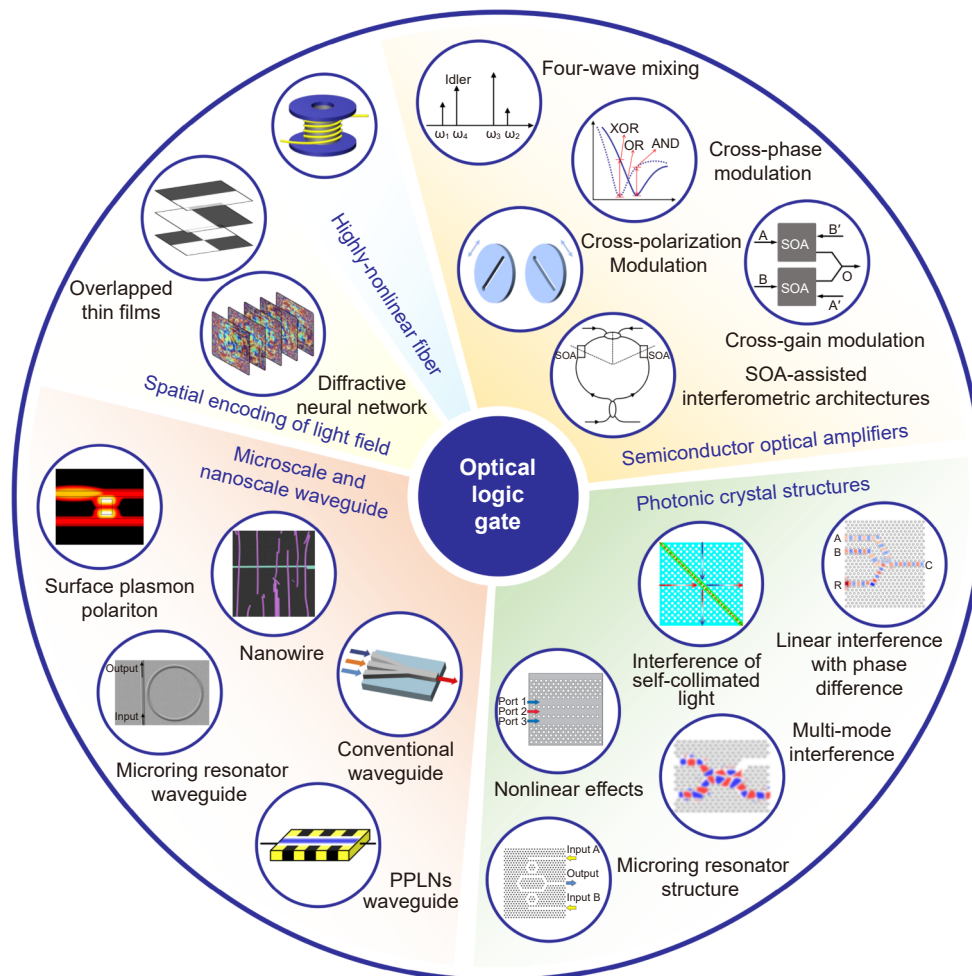 Four-wave mixing
Idler
ω1 ω4 ω3 ω2
XOR
OR
AND
Cross-phase
modulation
Cross-polarization
Modulation
A
B′
SOA
B
SOA
O
A′
Cross-gain modulation
SOA
SOA
SOA-assisted
interferometric architectures
Semiconductor optical amplifiers
Highly-nonlinear fiber
Overlapped
thin films
Diffractive
neural network
Spatial encoding of light field
Optical
logic
gate
Microscale and
nanoscale waveguide
Surface plasmon
polariton
Nanowire
Output
Input
Microring resonator
waveguide
Conventional
waveguide
PPLNs
waveguide
Photonic crystal structures
A
B
C
R
Linear interference
with phase
difference
Interference of
self-collimated
light
Port 1
Port 2
Port 3
Nonlinear effects
Multi-mode
interference
Input A
Output
Input B
Microring resonator
structure